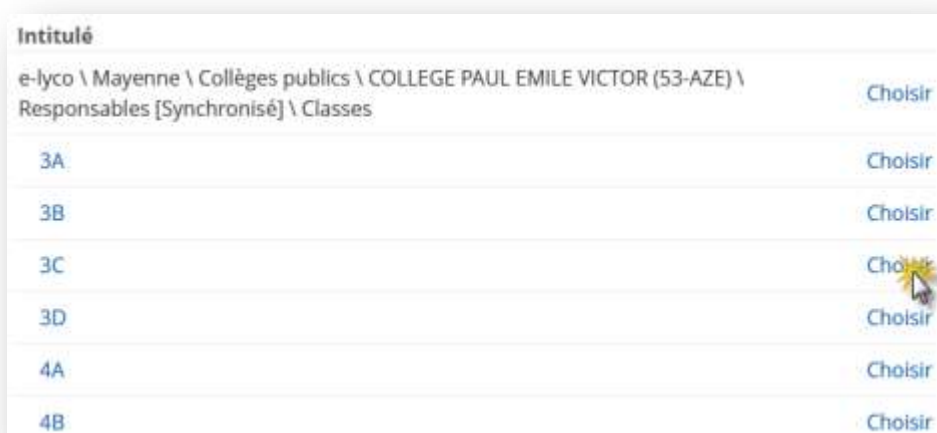 Intitulé
e-lyco \ Mayenne \ Collèges publics \ COLLEGE PAUL EMILE VICTOR (53-AZE) \
Responsables [Synchronisé] \ Classes
Choisir
3A Choisir
3B Choisir
3C Choisir
3D Choisir
4A Choisir
4B Choisir